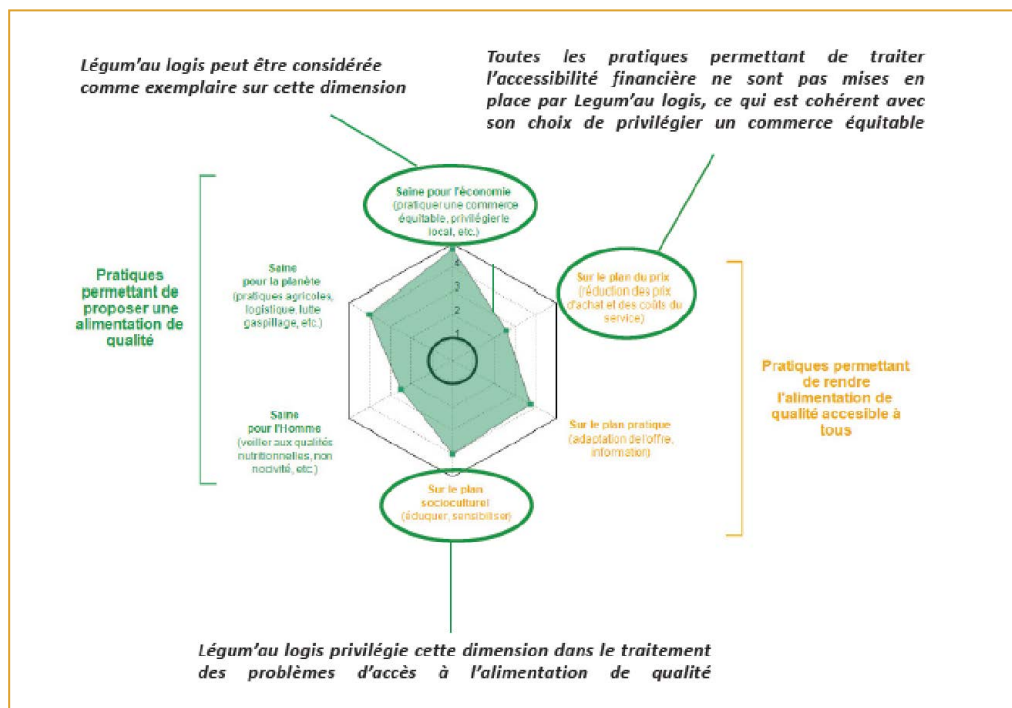 Légum'au logis peut être considérée
comme exemplaire sur cette dimension
Toutes les pratiques permettant de traiter
l'accessibilité financière ne sont pas mises en
place par Legum'au logis, ce qui est cohérent avec
son choix de privilégier un commerce équitable
Saine pour l'économie
(pratiquer une commerce
équitable, privilégier le
local, etc.)
Pratiques
permettant de
proposer une
alimentation de
qualité
Saine
pour la planète
(pratiques agricoles,
logistique, lutte
gaspillage, etc.)
4
3
2
1
Sur le plan du prix
(réduction des prix
d'achat et des coûts du
service)
Pratiques permettant
de rendre
l'alimentation de
qualité accesible à
tous
Saine
pour l'Homme
(veiller aux qualités
nutritionnelles, non
nocivité, etc.)
Sur le plan pratique
(adaptation de l'offre,
information)
Sur le plan
socioculturel
(éduquer, sensibiliser)
Légum'au logis privilégie cette dimension dans le traitement
des problèmes d'accès à l'alimentation de qualité